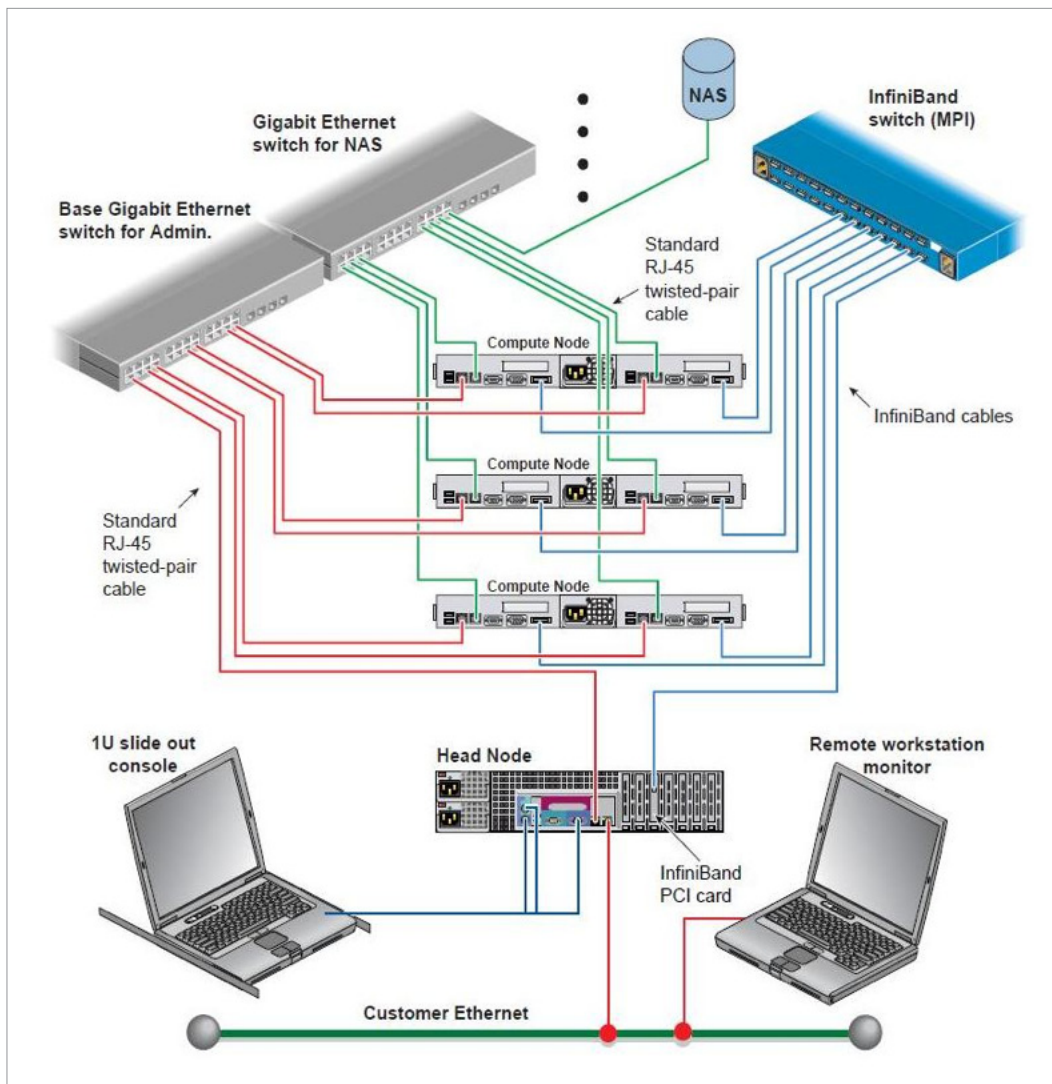 NAS
Gigabit Ethernet
switch for NAS
InfiniBand
switch (MPI)
Base Gigabit Ethernet
switch for Admin.
Standard
RJ-45
twisted-pair
cable
Compute Node
InfiniBand cables
Compute Node
Standard
RJ-45
twisted-pair
cable
Compute Node
1U slide out
console
Head Node
Remote workstation
monitor
InfiniBand
PCI card
Customer Ethernet